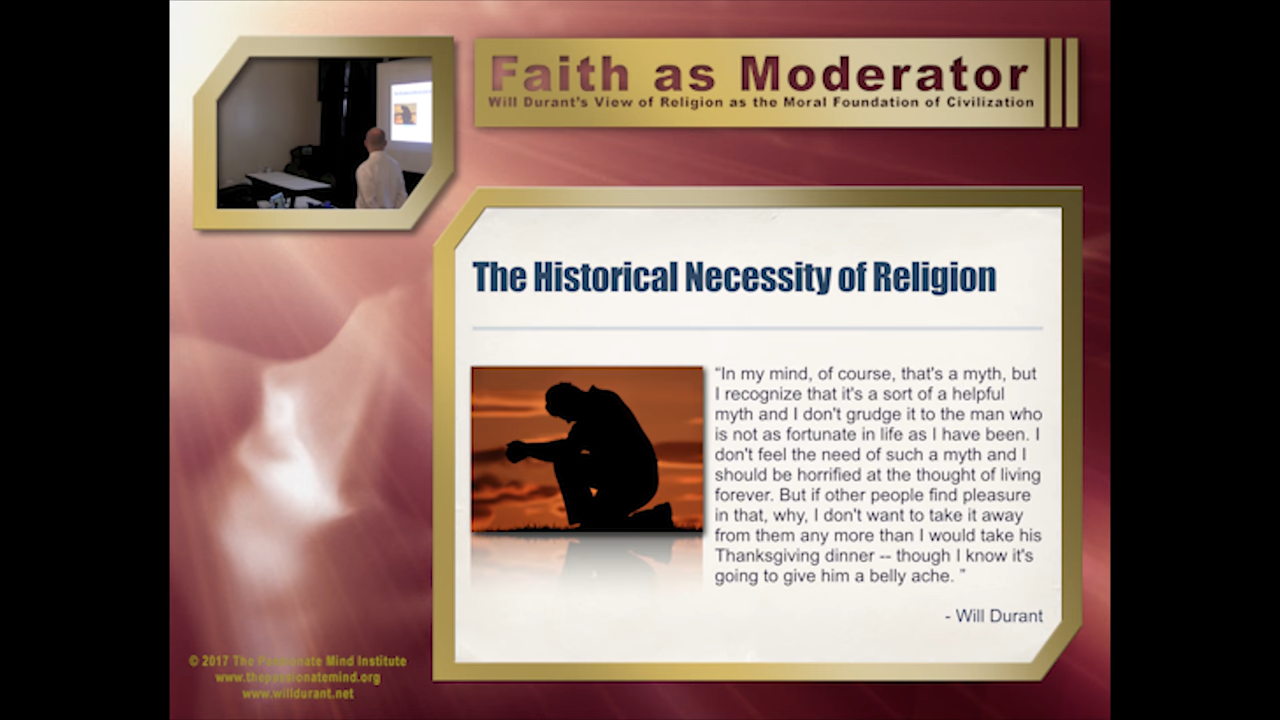 Faith as Moderator
Will Durant's View of Religion as the Moral Foundation of Civilization
The Historical Necessity of Religion
“In my mind, of course, that's a myth, but
I recognize that it's a sort of a helpful
myth and I don't grudge it to the man who
is not as fortunate in life as I have been. I
don't feel the need of such a myth and I
should be horrified at the thought of living
forever. But if other people find pleasure
in that, why, I don't want to take it away
from them any more than I would take his
Thanksgiving dinner -- though I know it's
going to give him a belly ache. ”
- Will Durant
© 2017 The Passionate Mind Institute
www.thepassionatemind.org
www.willdurant.net